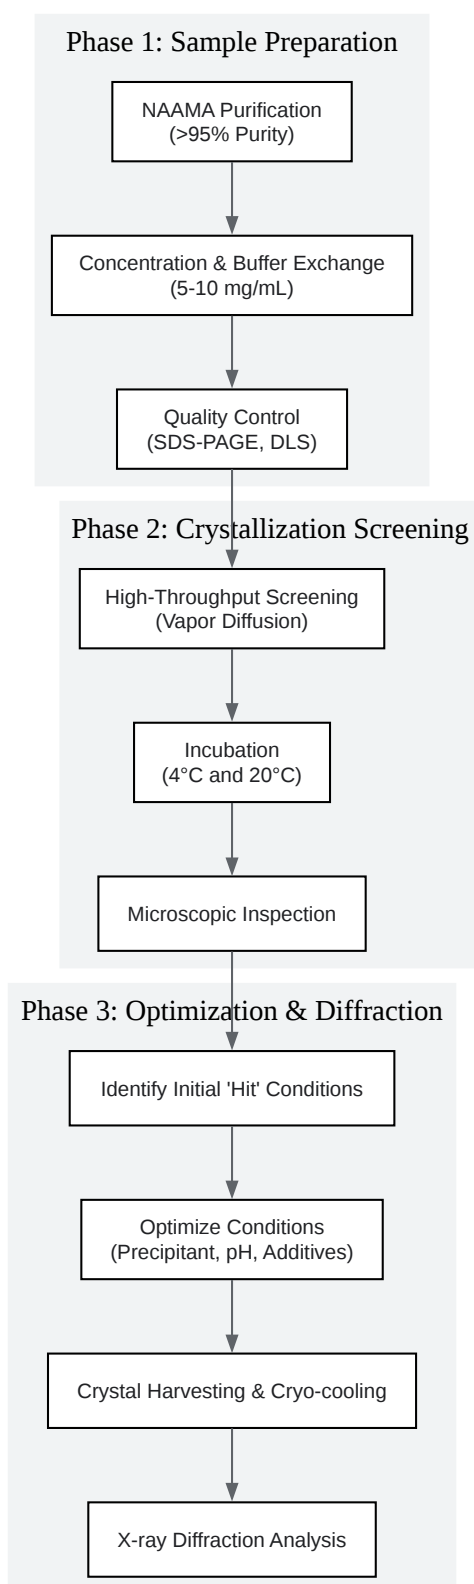 Phase 1: Sample Preparation
NAAMA Purification
(>95% Purity)
Concentration & Buffer Exchange
(5-10 mg/mL)
Quality Control
(SDS-PAGE, DLS)
Phase 2: Crystallization Screening
High-Throughput Screening
(Vapor Diffusion)
Incubation
(4°C and 20°C)
Microscopic Inspection
Phase 3: Optimization & Diffraction
Identify Initial 'Hit' Conditions
Optimize Conditions
(Precipitant, pH, Additives)
Crystal Harvesting & Cryo-cooling
X-ray Diffraction Analysis